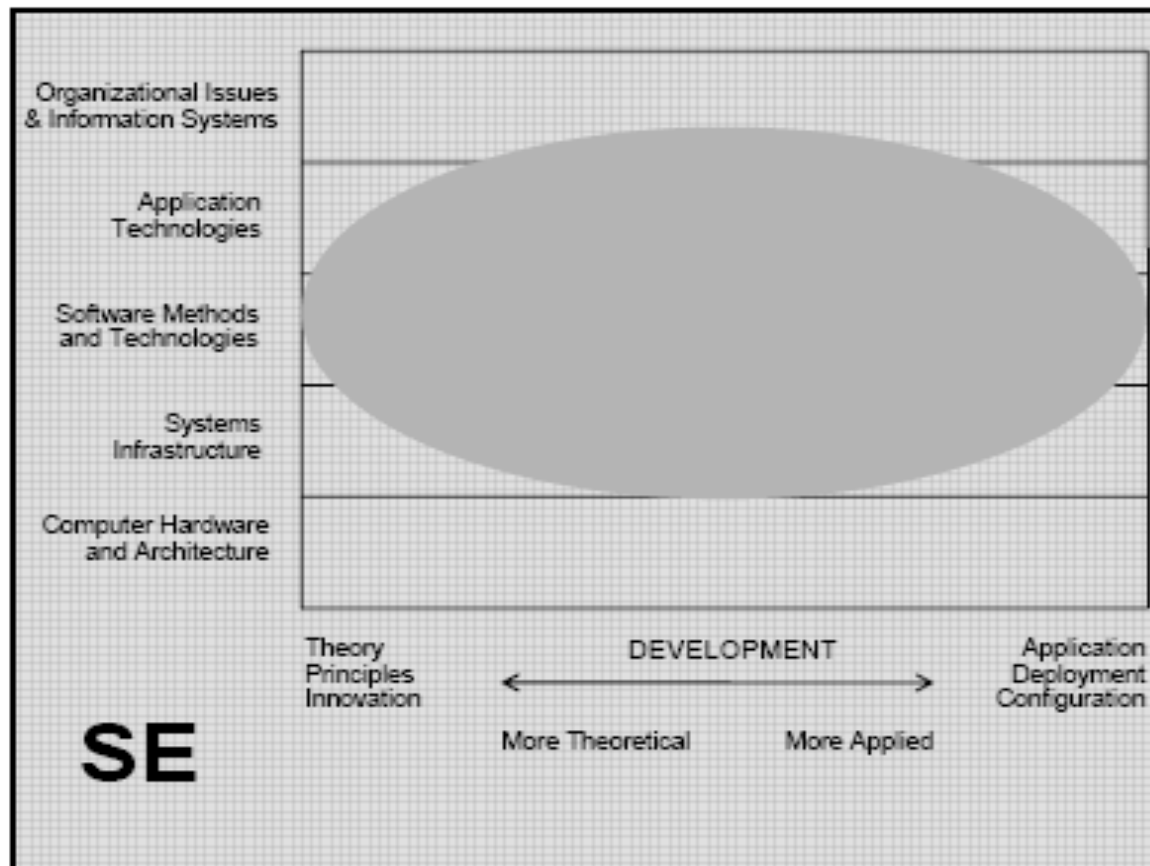 Organizational Issues
& Information Systems
Application
Technologies
Software Methods
and Technologies
Systems
Infrastructure
Computer Hardware
and Architecture
Theory
Principles
Innovation
DEVELOPMENT
Application
Deployment
Configuration
More Theoretical
More Applied
SE